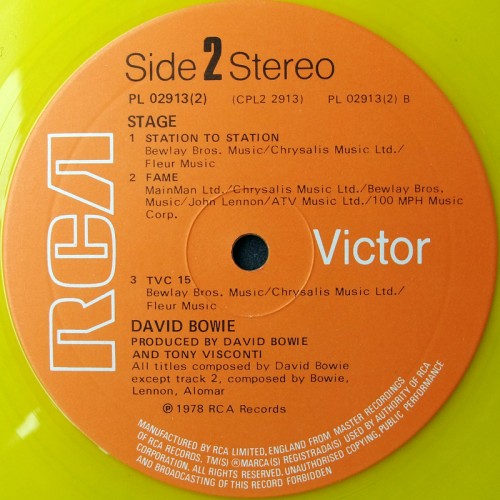 Side 2 Stereo
PL 02913(2) (CPL2 2913) PL 02913(2) B
STAGE
1 STATION TO STATION
Bewlay Bros. Music/Chrysalis Music Ltd./
Fleur Music
2 FAME
MainMan Ltd./Chrysalis Music Ltd./Bewlay Bros.
Music/John Lennon/ATV Music Ltd./100 MPH Music
Corp.
RCA Victor
3 TVC 15
Bewlay Bros. Music/Chrysalis Music Ltd./
Fleur Music
DAVID BOWIE
PRODUCED BY DAVID BOWIE
AND TONY VISCONTI
All titles composed by David Bowie
except track 2, composed by Bowie,
Lennon, Alomar
℗ 1978 RCA Records
MANUFACTURED BY RCA LIMITED, ENGLAND FROM MASTER RECORDINGS
OF RCA RECORDS. TM(S) ® MARCA(S) REGISTRADA(S) USED BY AUTHORITY OF RCA
CORPORATION. ALL RIGHTS RESERVED. UNAUTHORISED COPYING, PUBLIC PERFORMANCE
AND BROADCASTING OF THIS RECORD FORBIDDEN